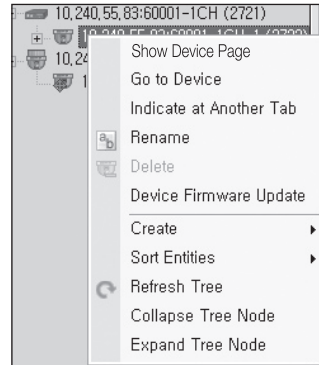 10,240,55,83:60001-1CH (2721)
10,24
1
Show Device Page
Go to Device
Indicate at Another Tab
Rename
Delete
Device Firmware Update
Create
Sort Entities
Refresh Tree
Collapse Tree Node
Expand Tree Node